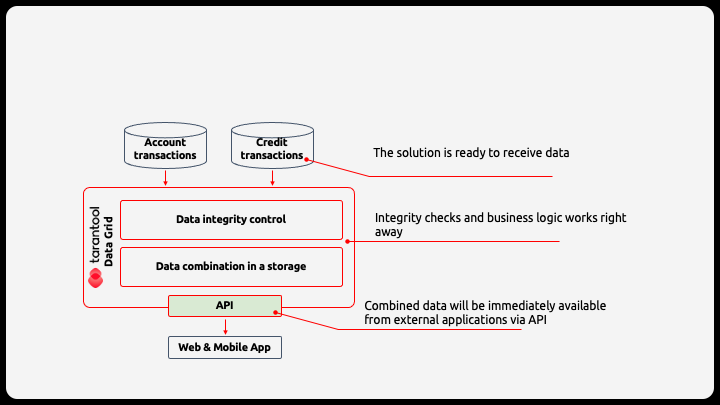 Account
transactions
Credit
transactions
The solution is ready to receive data
tarantool
Data Grid
Data integrity control
Integrity checks and business logic works right
away
Data combination in a storage
API
Combined data will be immediately available
from external applications via API
Web & Mobile App